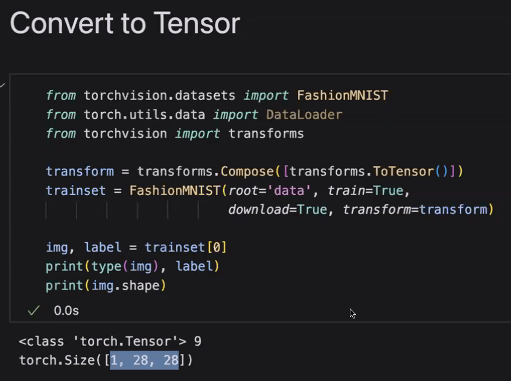 Convert to Tensor
from torchvision.datasets import FashionMNIST
from torch.utils.data import DataLoader
from torchvision import transforms
transform = transforms.Compose([transforms.ToTensor()])
trainset = FashionMNIST(root='data', train=True,
download=True, transform=transform)
img, label = trainset[0]
print(type(img), label)
print(img.shape)
0.0s
<class 'torch.Tensor'> 9
torch.Size([1, 28, 28])